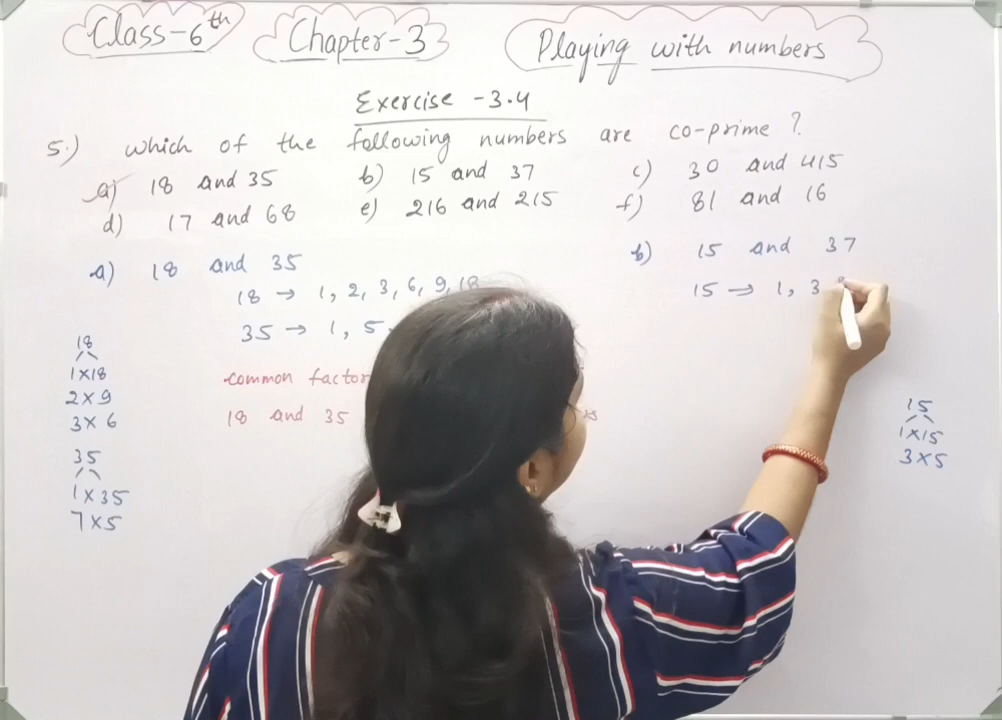 Class-6th Chapter-3 Playing with numbers
Exercise -3.4
5.) which of the following numbers are co-prime ?
a) 18 and 35 b) 15 and 37 c) 30 and 415
d) 17 and 68 e) 216 and 215 f) 81 and 16
a) 18 and 35
18 → 1, 2, 3, 6, 9, 18
35 → 1, 5
common factor
18 and 35
18
1×18
2×9
3×6
35
1×35
7×5
b) 15 and 37
15 → 1, 3
15
1×15
3×5